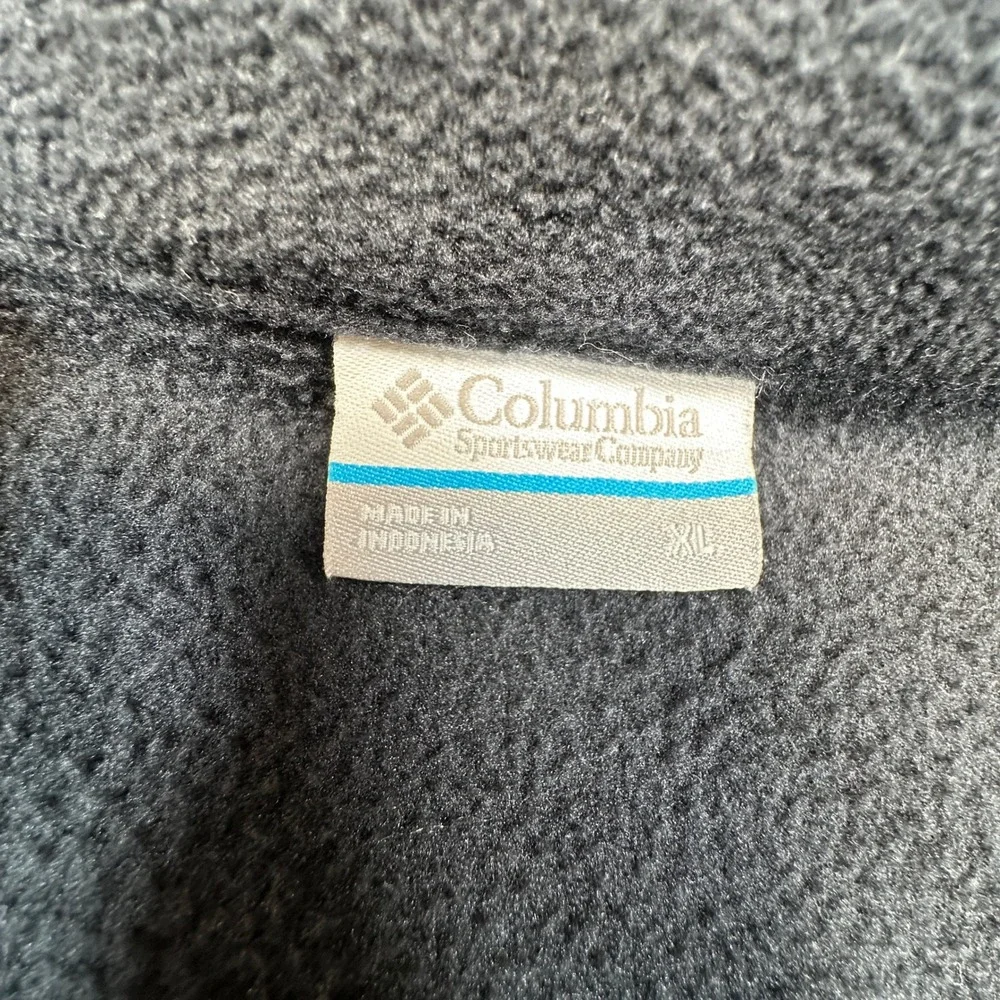 Columbia
Sportswear Company
MADE IN
INDONESIA
XL